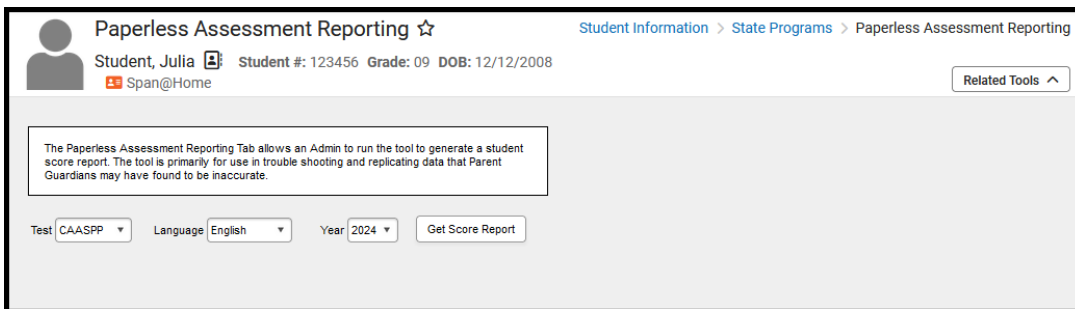 Paperless Assessment Reporting ☆
Student Information > State Programs > Paperless Assessment Reporting
Student, Julia Student #: 123456 Grade: 09 DOB: 12/12/2008
Span@Home
Related Tools
The Paperless Assessment Reporting Tab allows an Admin to run the tool to generate a student
score report. The tool is primarily for use in trouble shooting and replicating data that Parent
Guardians may have found to be inaccurate.
Test CAASPP Language English Year 2024 Get Score Report